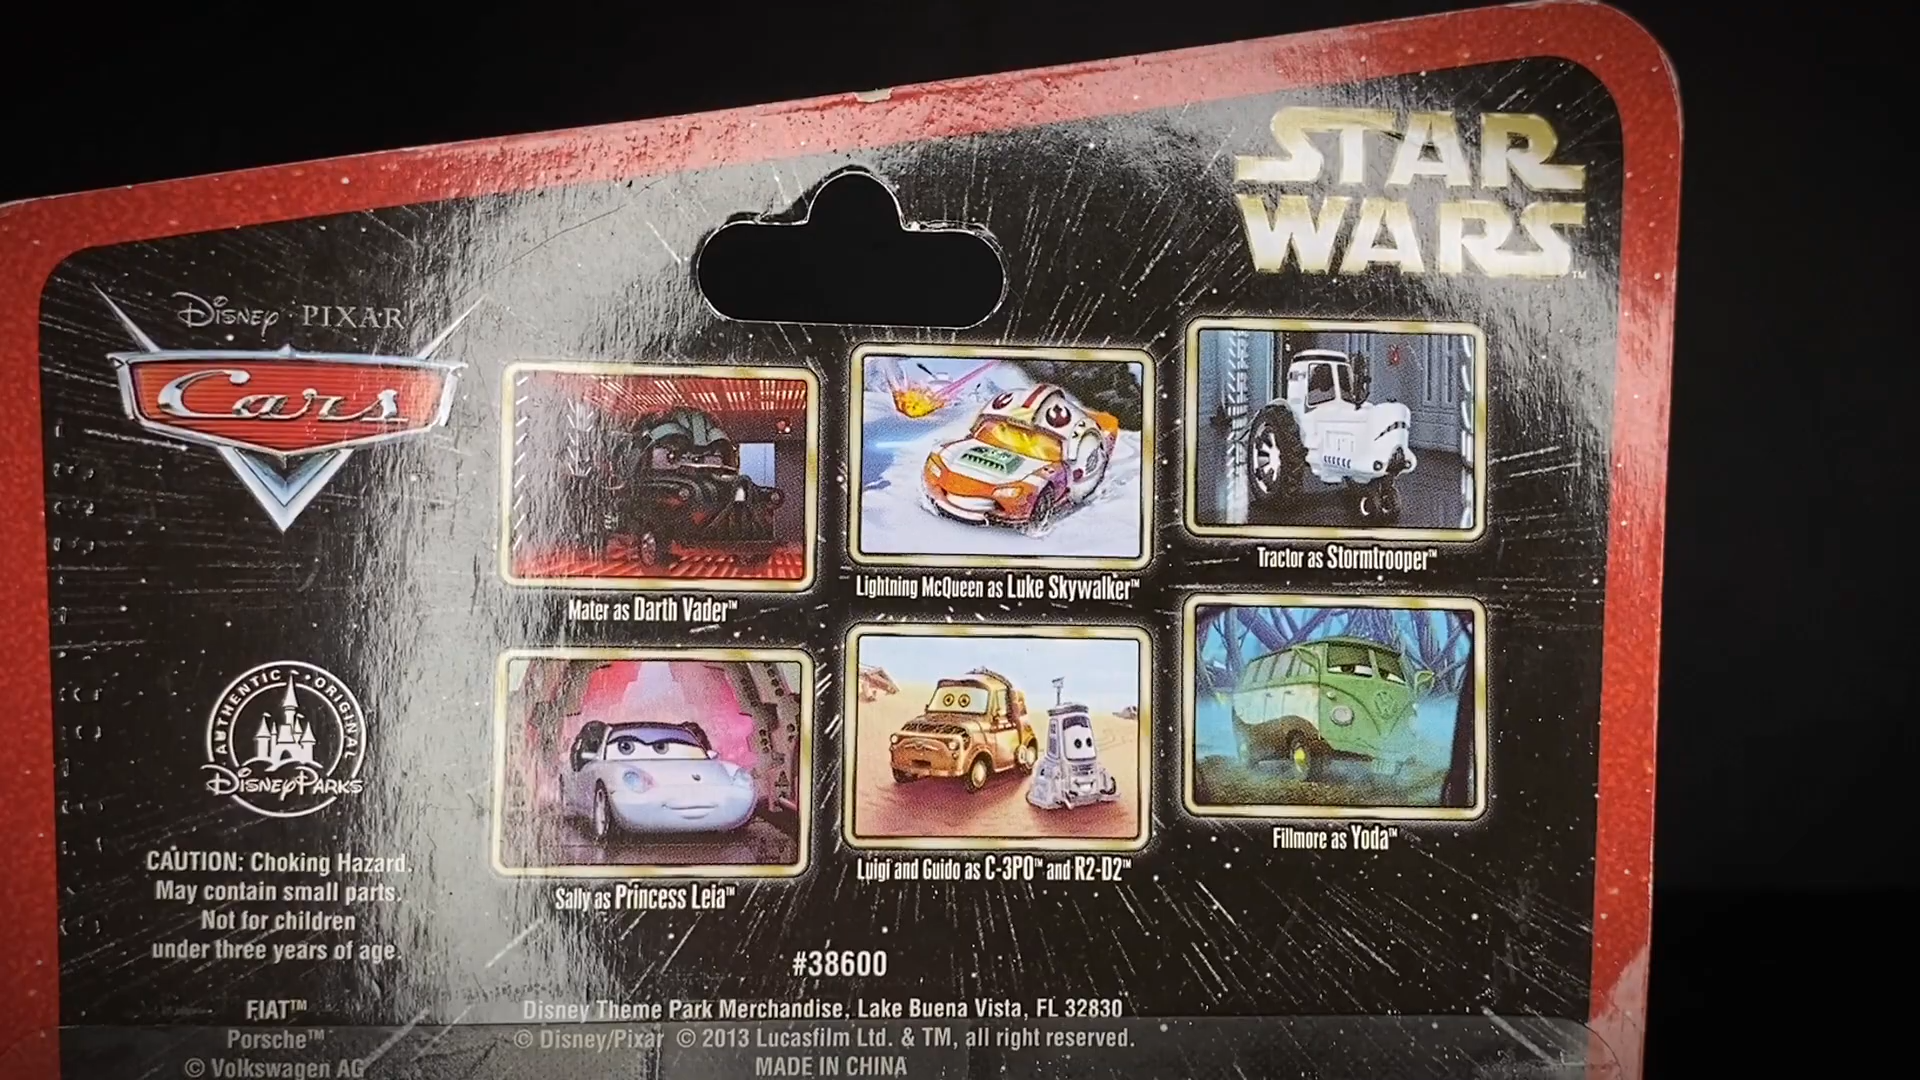 STAR
WARS™
Disney · PIXAR
Cars
Mater as Darth Vader™
Lightning McQueen as Luke Skywalker™
Tractor as Stormtrooper™
Sally as Princess Leia™
Luigi and Guido as C-3PO™ and R2-D2™
Fillmore as Yoda™
AUTHENTIC · ORIGINAL
Disney Parks
CAUTION: Choking Hazard.
May contain small parts.
Not for children
under three years of age.
FIAT™
Porsche™
© Volkswagen AG
#38600
Disney Theme Park Merchandise, Lake Buena Vista, FL 32830
© Disney/Pixar © 2013 Lucasfilm Ltd. & TM, all right reserved.
MADE IN CHINA